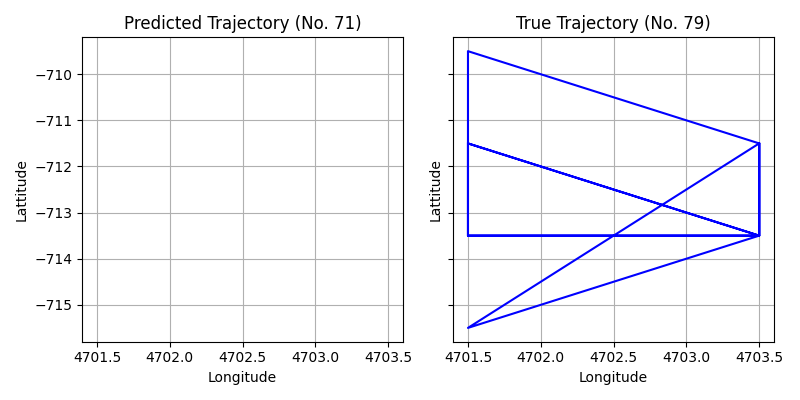 Predicted Trajectory (No. 71)
True Trajectory (No. 79)
Lattitude
−710
−711
−712
−713
−714
−715
4701.5 4702.0 4702.5 4703.0 4703.5
Longitude
Lattitude
4701.5 4702.0 4702.5 4703.0 4703.5
Longitude